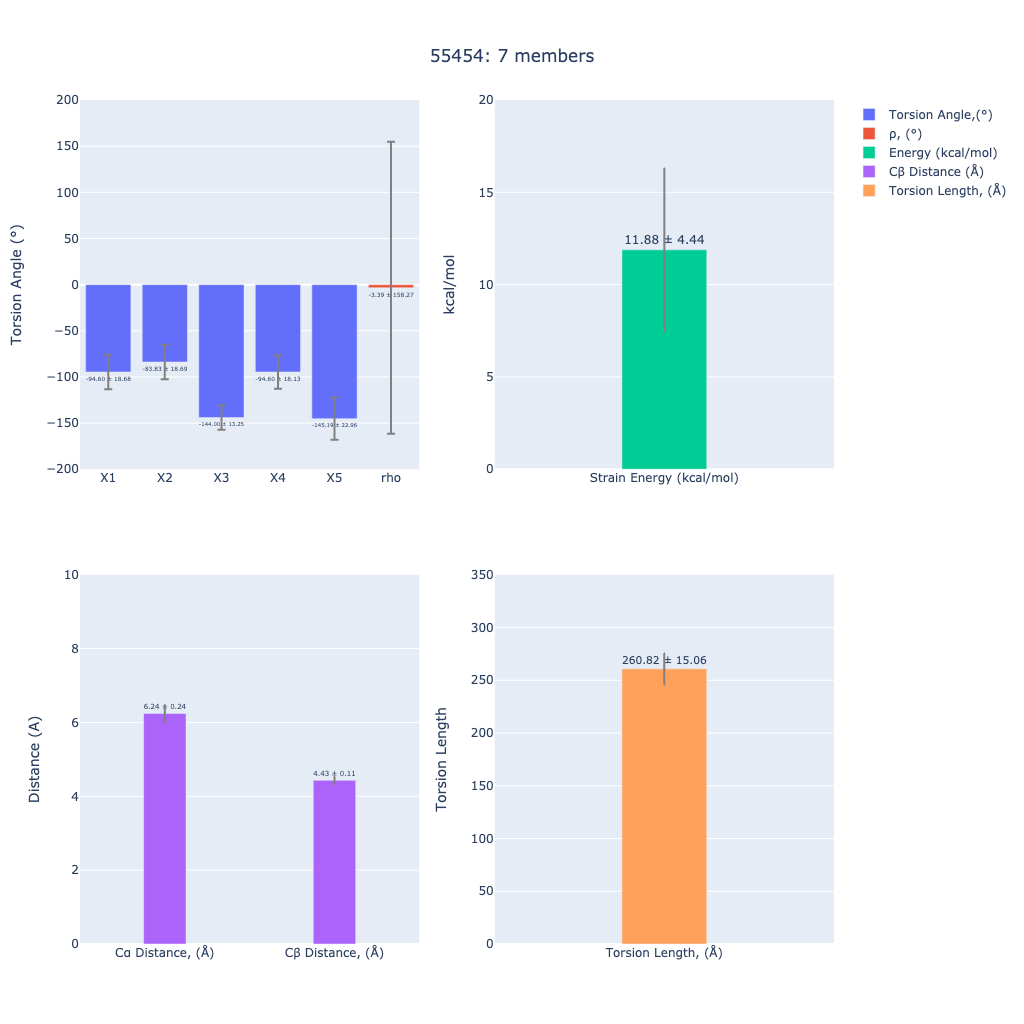 55454: 7 members
Torsion Angle (°)
200
150
100
50
0
−50
−100
−150
−200
-94.60 ± 18.68
-83.83 ± 18.69
-144.00 ± 13.25
-94.60 ± 18.13
-145.19 ± 22.96
-3.39 ± 158.27
X1 X2 X3 X4 X5 rho
kcal/mol
20
15
10
5
0
11.88 ± 4.44
Strain Energy (kcal/mol)
Torsion Angle,(°)
ρ, (°)
Energy (kcal/mol)
Cβ Distance (Å)
Torsion Length, (Å)
Distance (A)
10
8
6
4
2
0
6.24 ± 0.24
4.43 ± 0.11
Cα Distance, (Å) Cβ Distance, (Å)
Torsion Length
350
300
250
200
150
100
50
0
260.82 ± 15.06
Torsion Length, (Å)